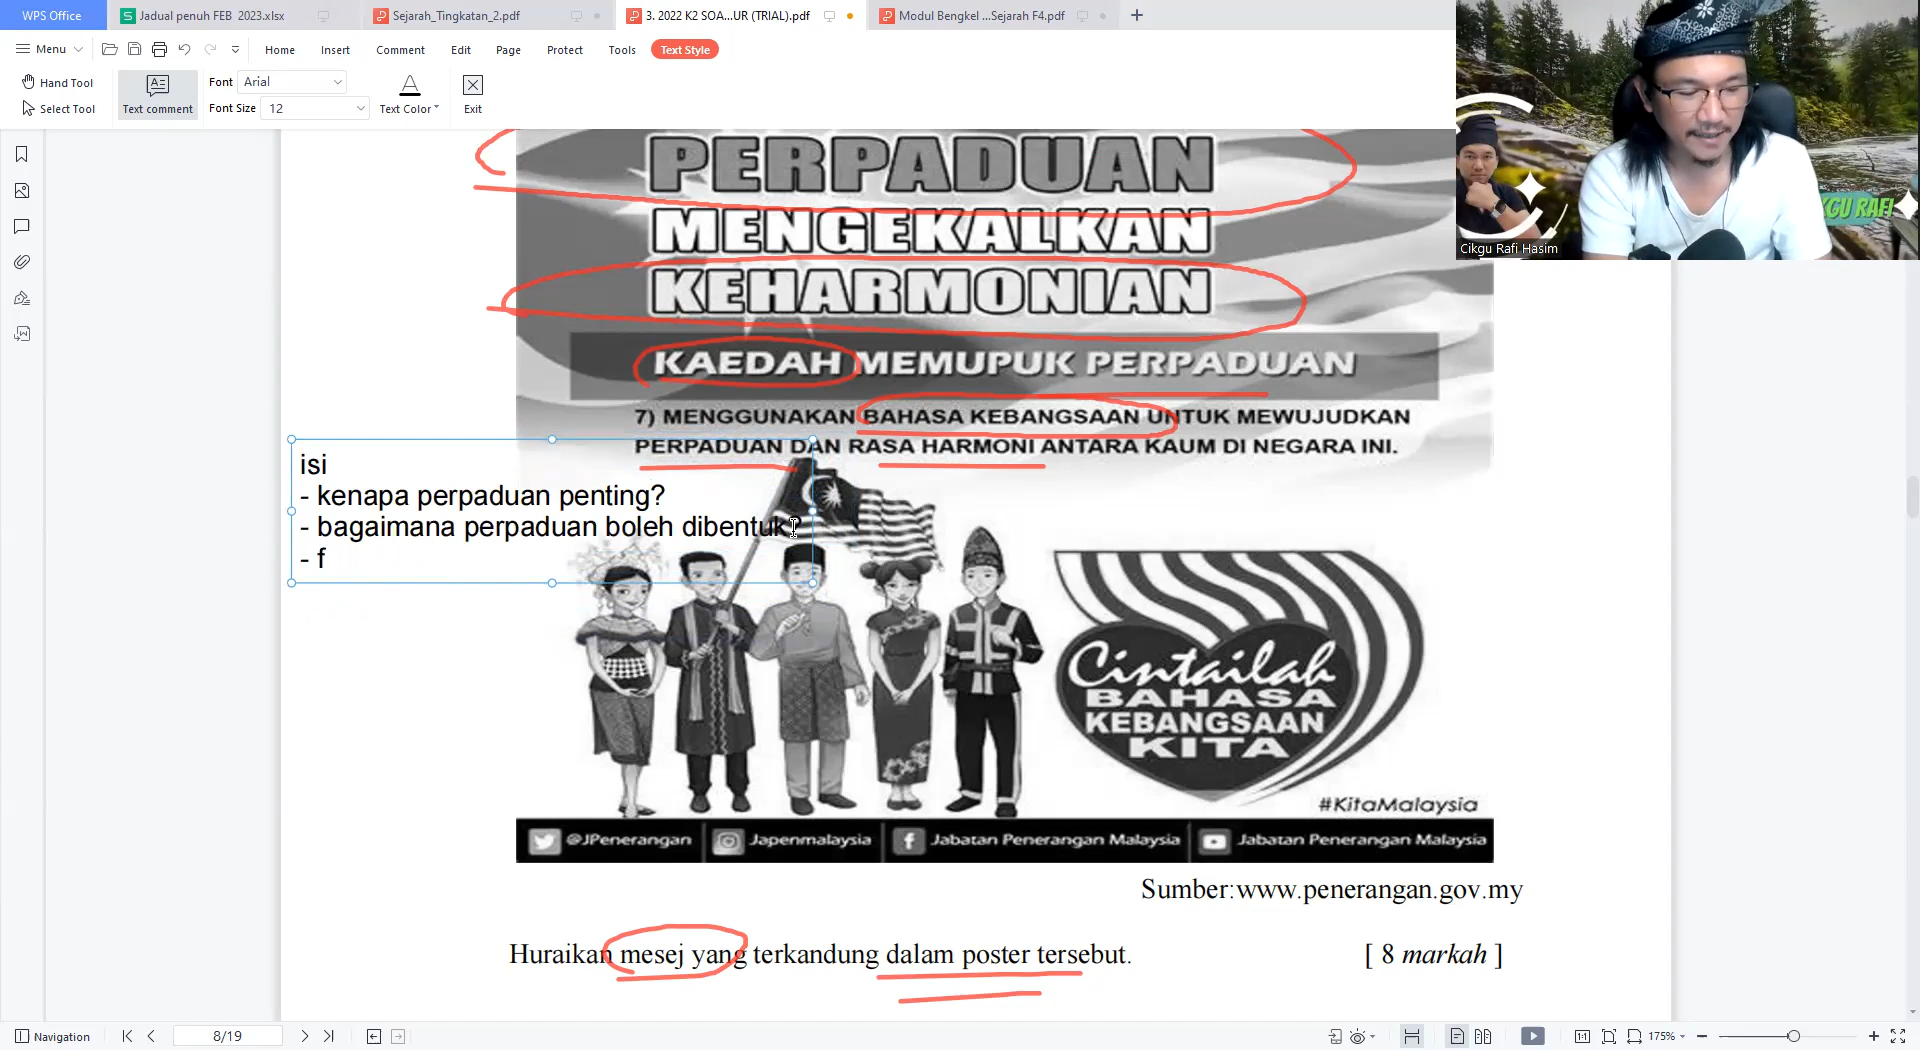 WPS Office
Jadual penuh FEB 2023.xlsx
Sejarah_Tingkatan_2.pdf
3. 2022 K2 SOA...UR (TRIAL).pdf
Modul Bengkel ...Sejarah F4.pdf
Menu
Home
Insert
Comment
Edit
Page
Protect
Tools
Text Style
Hand Tool
Select Tool
Text comment
Font Arial
Font Size 12
Text Color
Exit
KGU RAFI
Cikgu Rafi Hasim
PERPADUAN
MENGEKALKAN
KEHARMONIAN
KAEDAH MEMUPUK PERPADUAN
7) MENGGUNAKAN BAHASA KEBANGSAAN UNTUK MEWUJUDKAN
PERPADUAN DAN RASA HARMONI ANTARA KAUM DI NEGARA INI.
isi
- kenapa perpaduan penting?
- bagaimana perpaduan boleh dibentuk?
- f
Cintailah
BAHASA
KEBANGSAAN
KITA
#KitaMalaysia
@JPenerangan
Japenmalaysia
Jabatan Penerangan Malaysia
Jabatan Penerangan Malaysia
Sumber:www.penerangan.gov.my
Huraikan mesej yang terkandung dalam poster tersebut. [ 8 markah ]
Navigation
8/19
175%